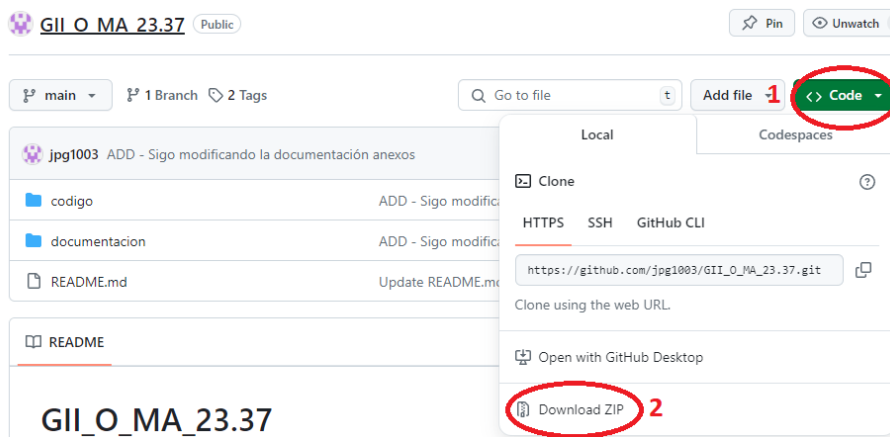 GII_O_MA_23.37 Public Pin Unwatch
main 1 Branch 2 Tags Go to file t Add file 1 <> Code
jpg1003 ADD - Sigo modificando la documentación anexos
codigo ADD - Sigo modific
documentacion ADD - Sigo modific
README.md Update README.m
README
GII_O_MA_23.37
Local Codespaces
Clone
HTTPS SSH GitHub CLI
https://github.com/jpg1003/GII_O_MA_23.37.git
Clone using the web URL.
Open with GitHub Desktop
Download ZIP 2